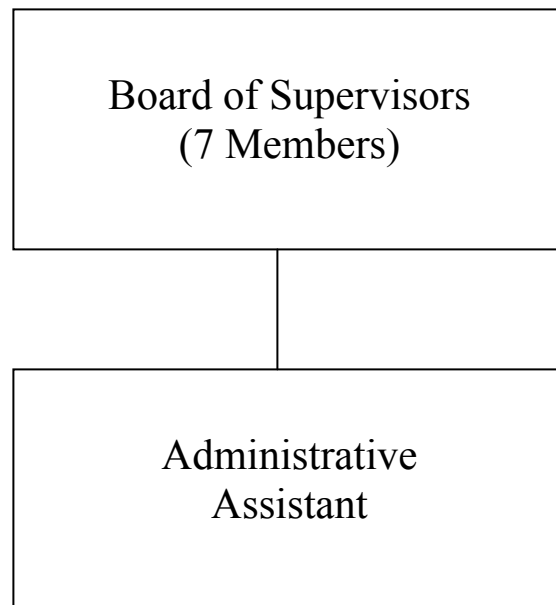 Board of Supervisors
(7 Members)
Administrative
Assistant